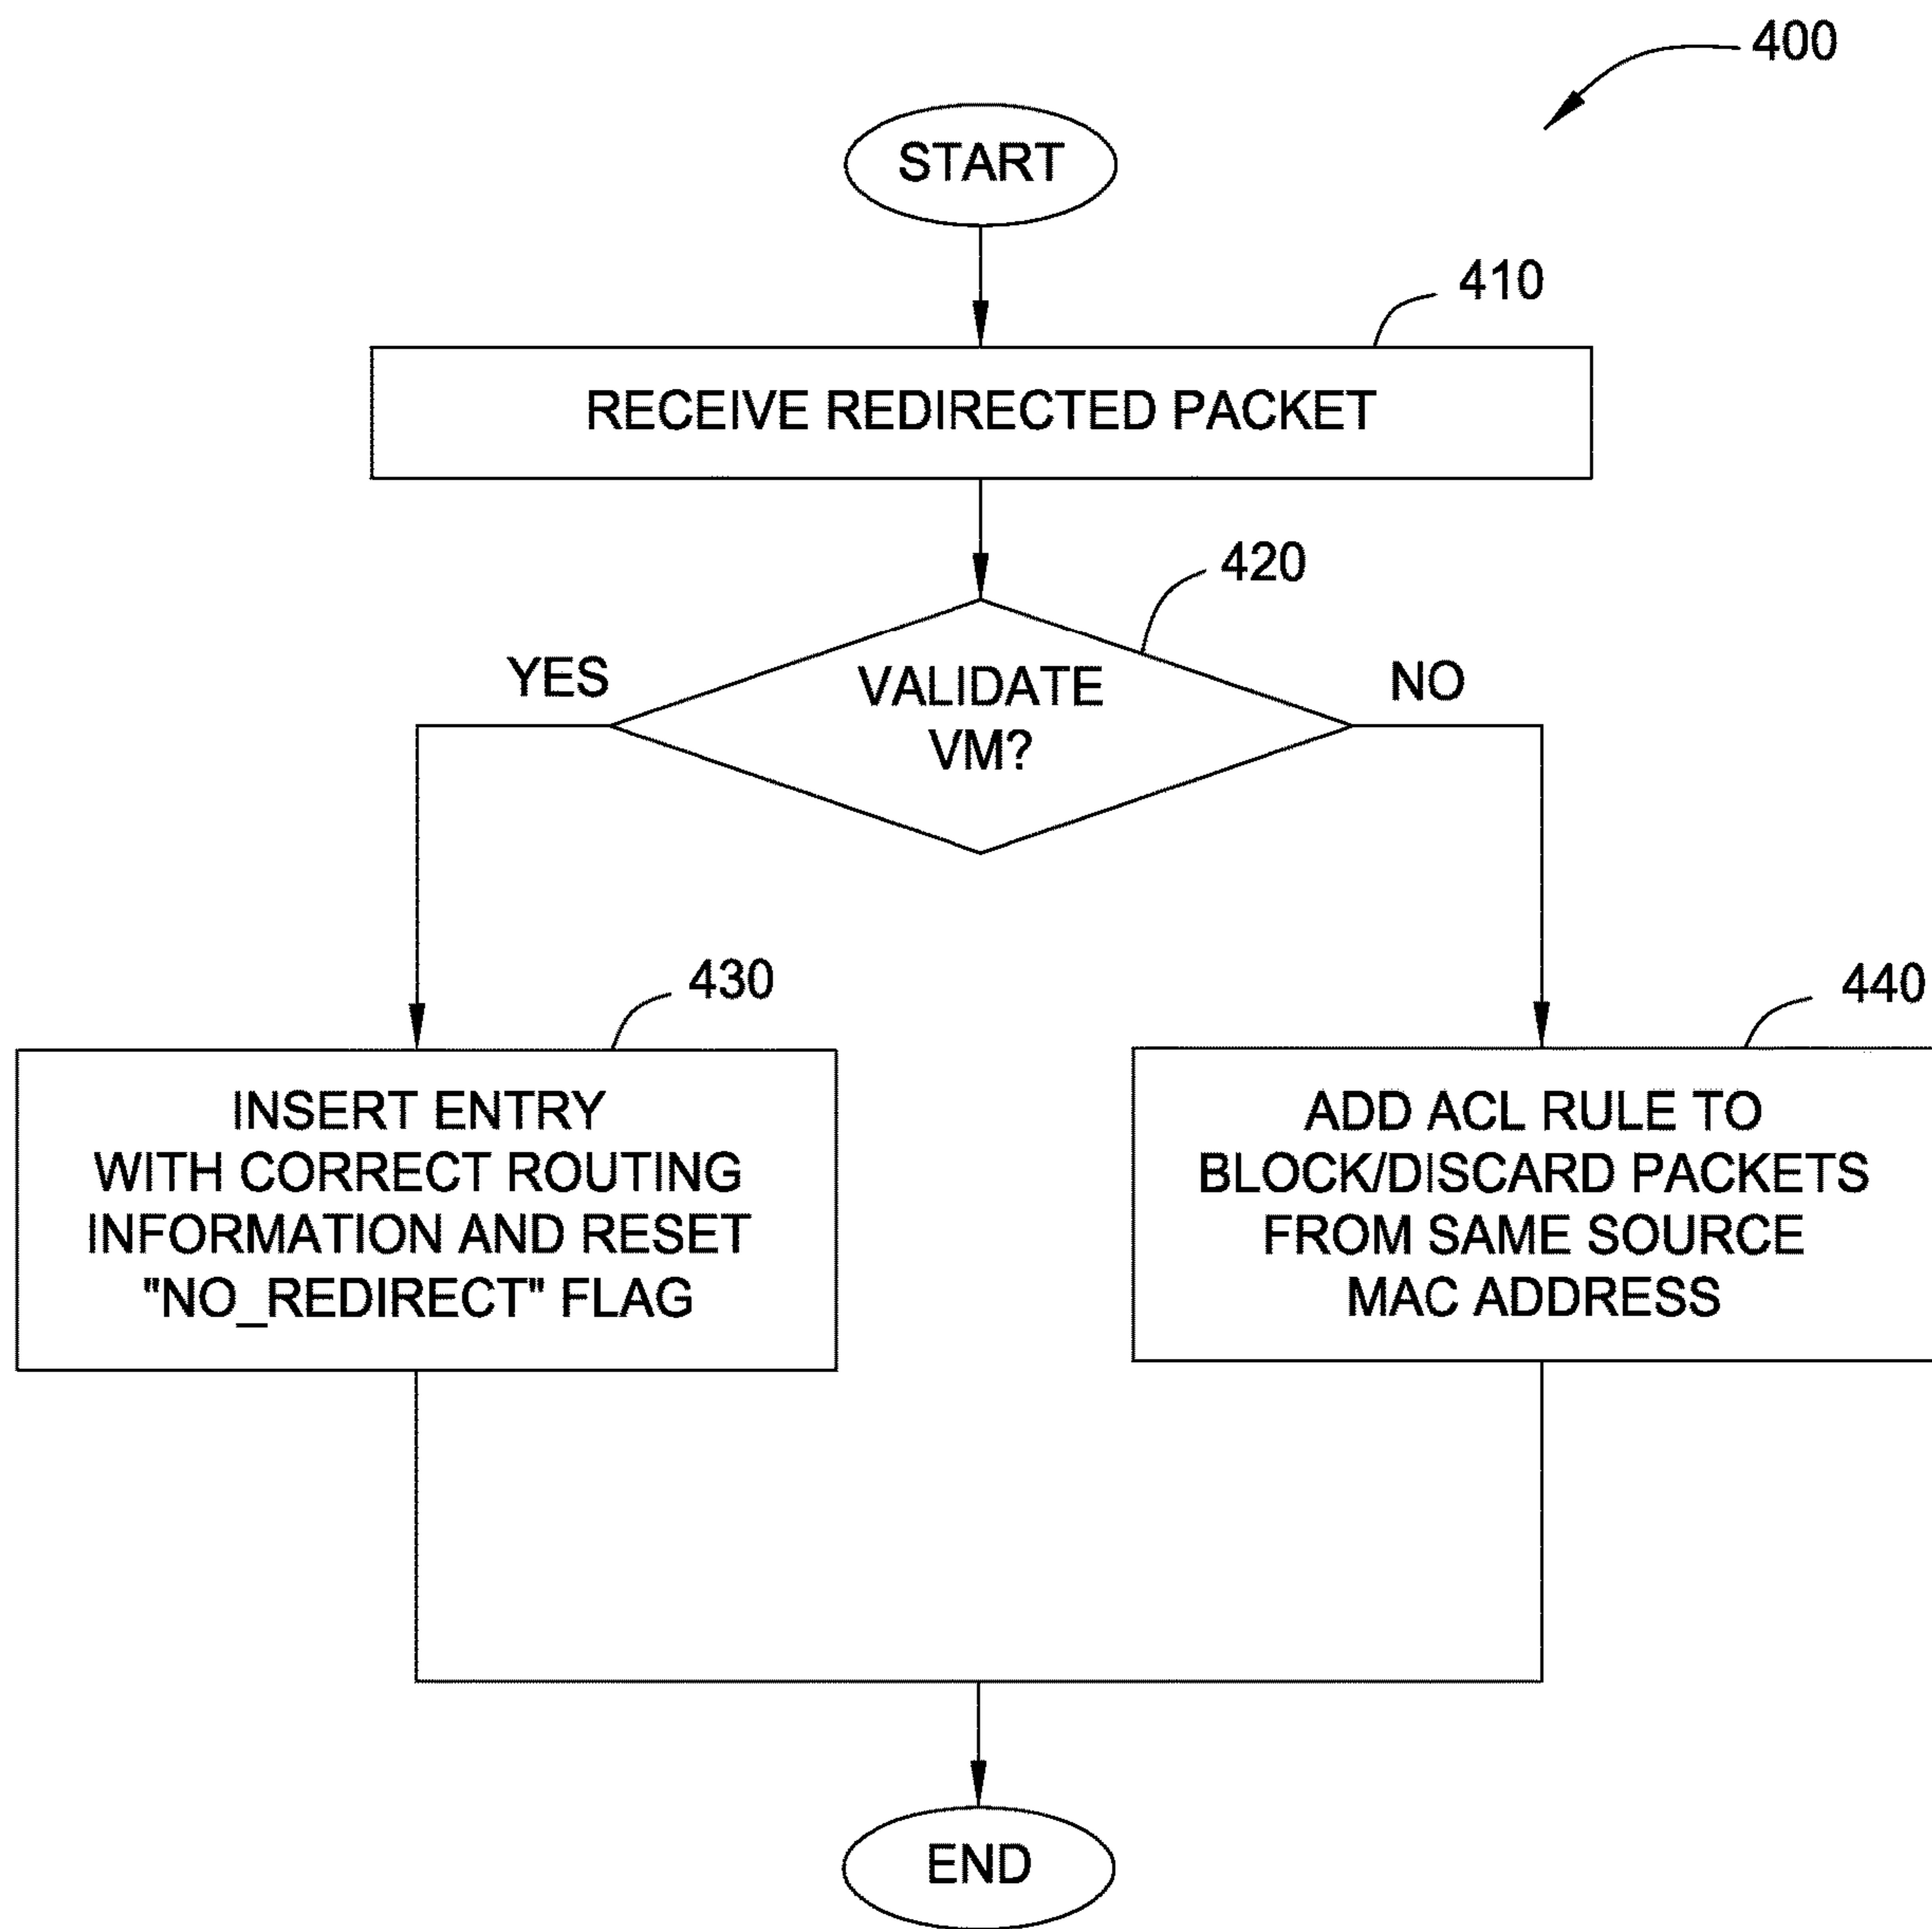 400
START
410
RECEIVE REDIRECTED PACKET
420
YES
VALIDATE
VM?
NO
430
440
INSERT ENTRY
WITH CORRECT ROUTING
INFORMATION AND RESET
"NO_REDIRECT" FLAG
ADD ACL RULE TO
BLOCK/DISCARD PACKETS
FROM SAME SOURCE
MAC ADDRESS
END